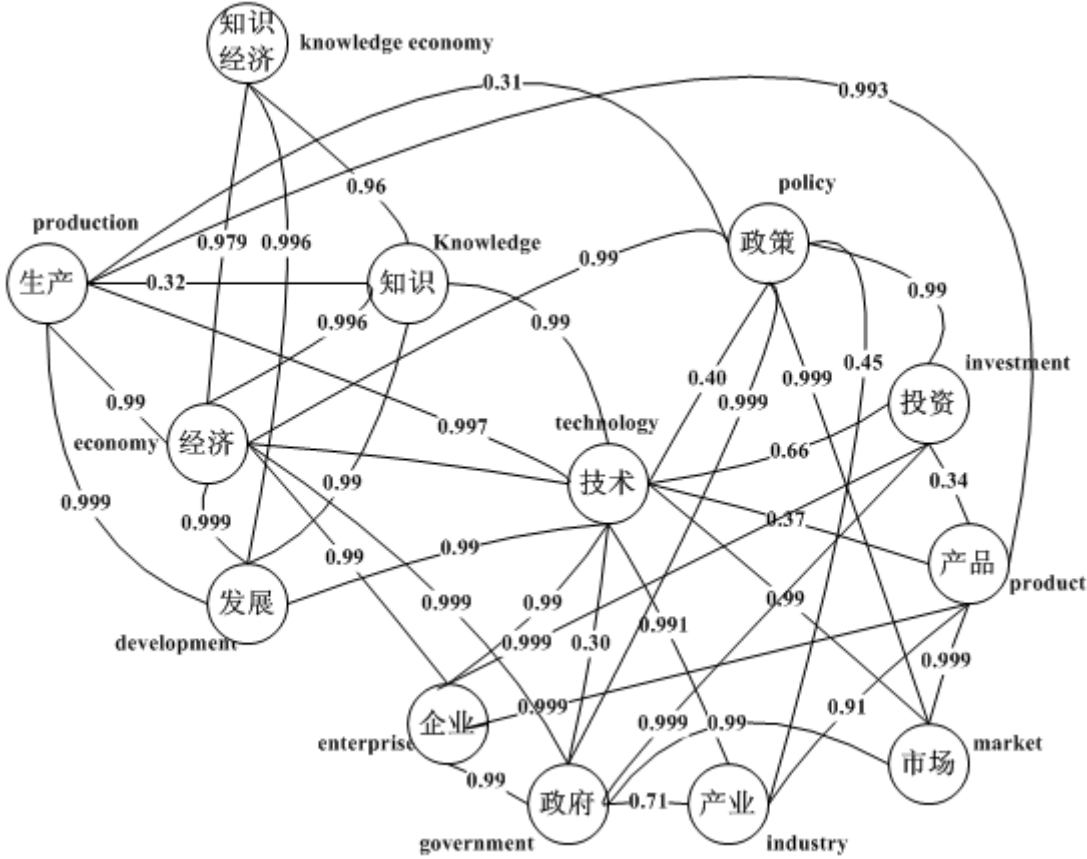 知识
经济
knowledge economy
0.31
0.993
0.96
policy
production
0.979
0.996
Knowledge
政策
0.99
生产
0.32
知识
0.99
0.996
0.99
0.45
investment
0.40
0.999
0.999
0.99
投资
economy
经济
0.997
technology
0.66
0.34
技术
0.99
0.999
0.999
0.37
0.99
0.99
产品
product
发展
0.999
0.99
0.99
development
0.999
0.30
0.991
0.999
0.999
0.91
企业
0.999
0.99
enterprise
market
市场
0.99
政府
0.71
产业
government
industry